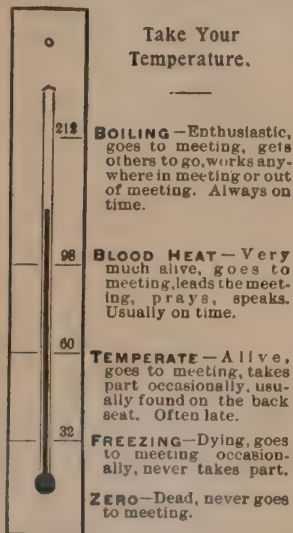 Take Your
Temperature.
212
BOILING—Enthusiastic,
goes to meeting, gets
others to go, works any-
where in meeting or out
of meeting. Always on
time.
98
BLOOD HEAT—Very
much alive, goes to
meeting, leads the meet-
ing, prays, speaks.
Usually on time.
60
TEMPERATE—Alive,
goes to meeting, takes
part occasionally, usu-
ally found on the back
seat. Often late.
32
FREEZING—Dying, goes
to meeting occasion-
ally, never takes part.
ZERO—Dead, never goes
to meeting.